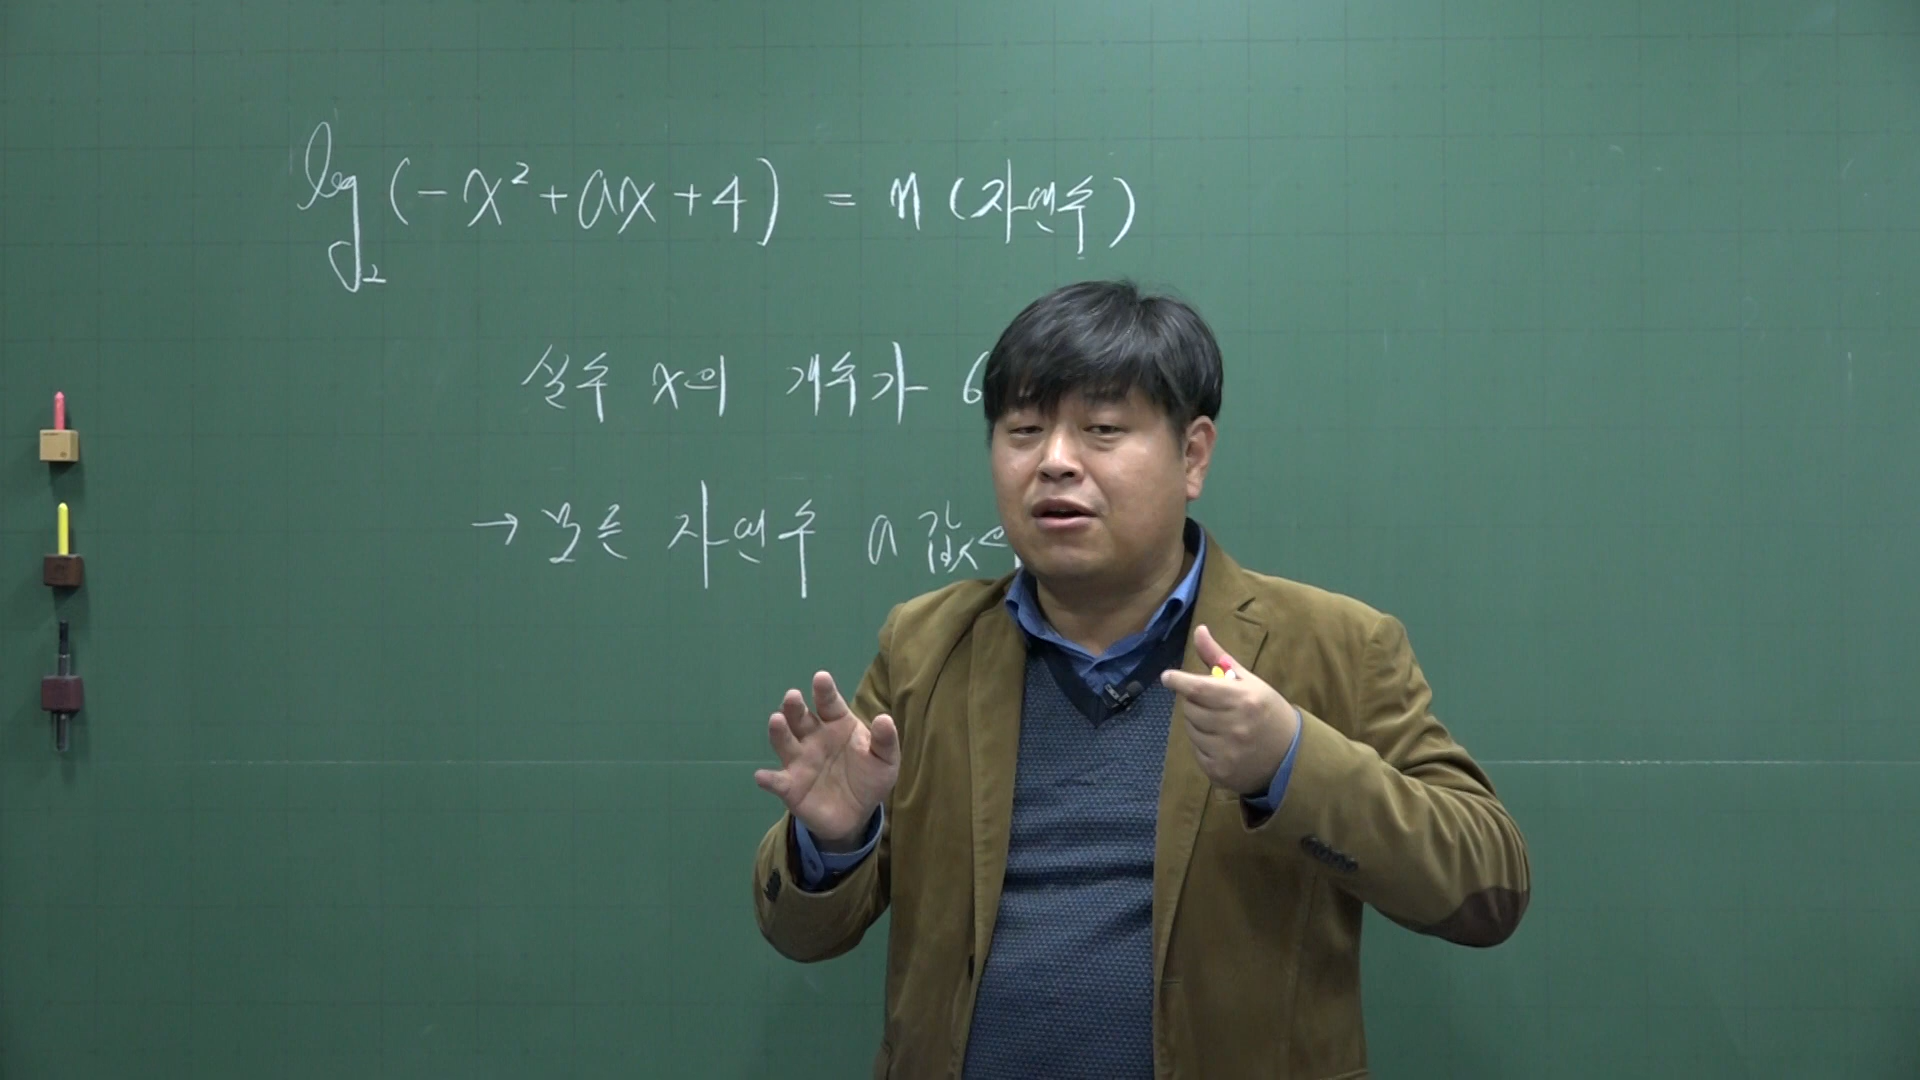 log₂(-x²+ax+4) = n (자연수)
실수 x의 개수가 6
→ 모든 자연수 a 값의